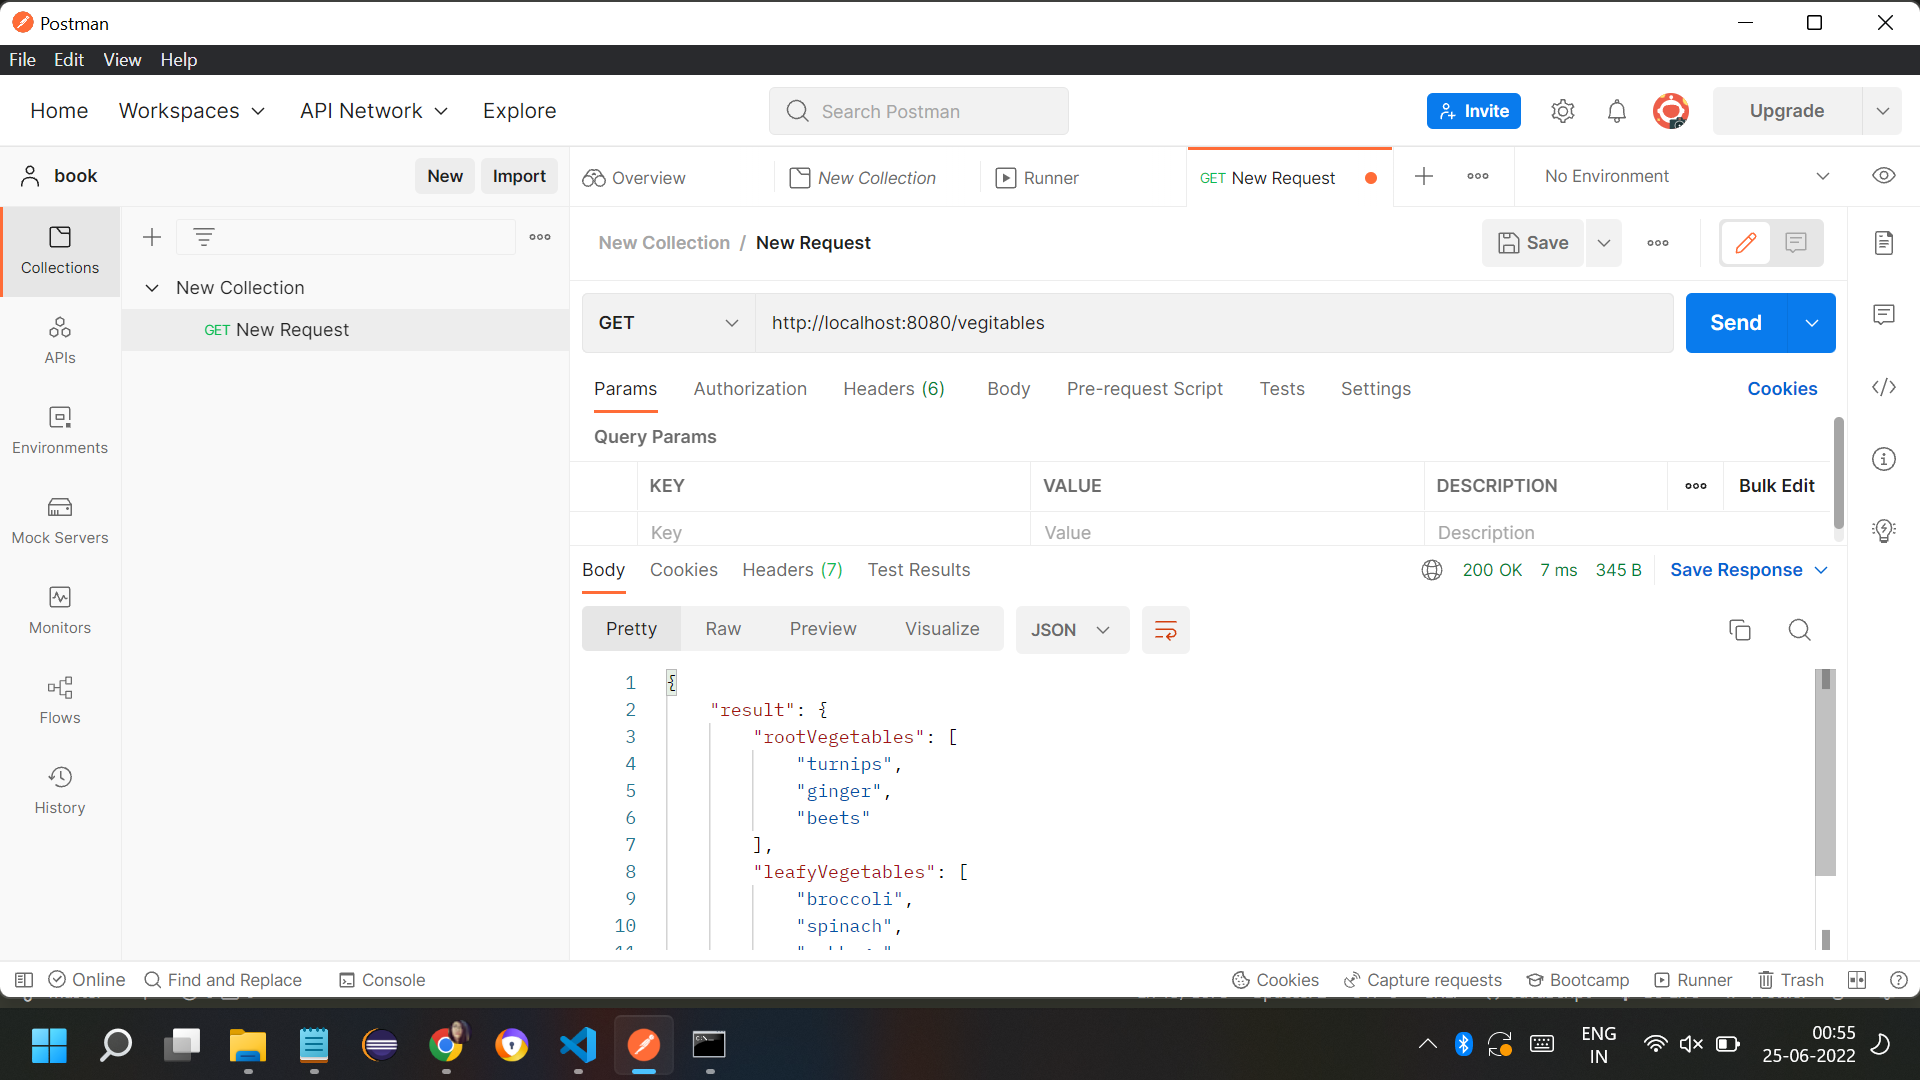 Postman
File Edit View Help
Home Workspaces API Network Explore Search Postman Invite Upgrade
book New Import Overview New Collection Runner GET New Request No Environment
Collections
New Collection / New Request Save
New Collection
GET New Request
GET http://localhost:8080/vegitables Send
APIs
Params Authorization Headers (6) Body Pre-request Script Tests Settings Cookies
Query Params
Environments
KEY VALUE DESCRIPTION Bulk Edit
Key Value Description
Mock Servers
Body Cookies Headers (7) Test Results 200 OK 7 ms 345 B Save Response
Monitors
Pretty Raw Preview Visualize JSON
1 {
2 "result": {
Flows
3 "rootVegetables": [
4 "turnips",
5 "ginger",
History
6 "beets"
7 ],
8 "leafyVegetables": [
9 "broccoli",
10 "spinach",
Online Find and Replace Console Cookies Capture requests Bootcamp Runner Trash
ENG
IN
00:55
25-06-2022